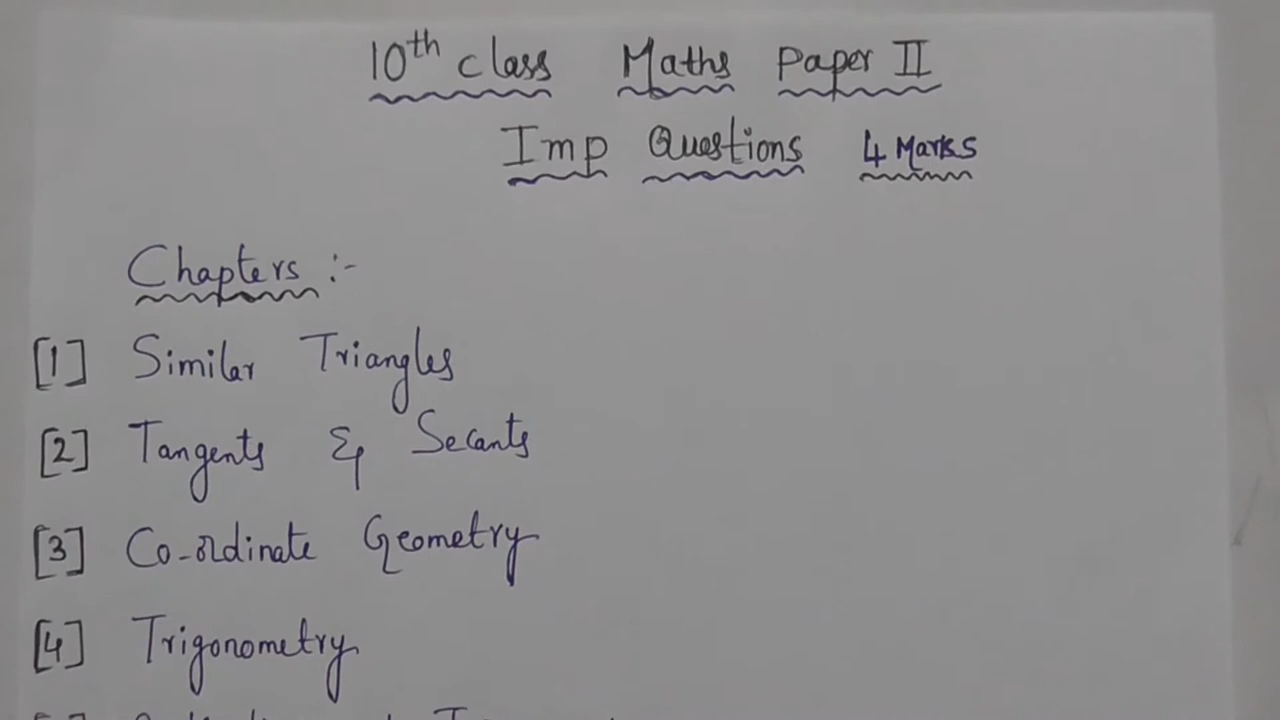 10th class Maths Paper II
Imp Questions 4 Marks
Chapters :-
[1] Similar Triangles
[2] Tangents & Secants
[3] Co-ordinate Geometry
[4] Trigonometry